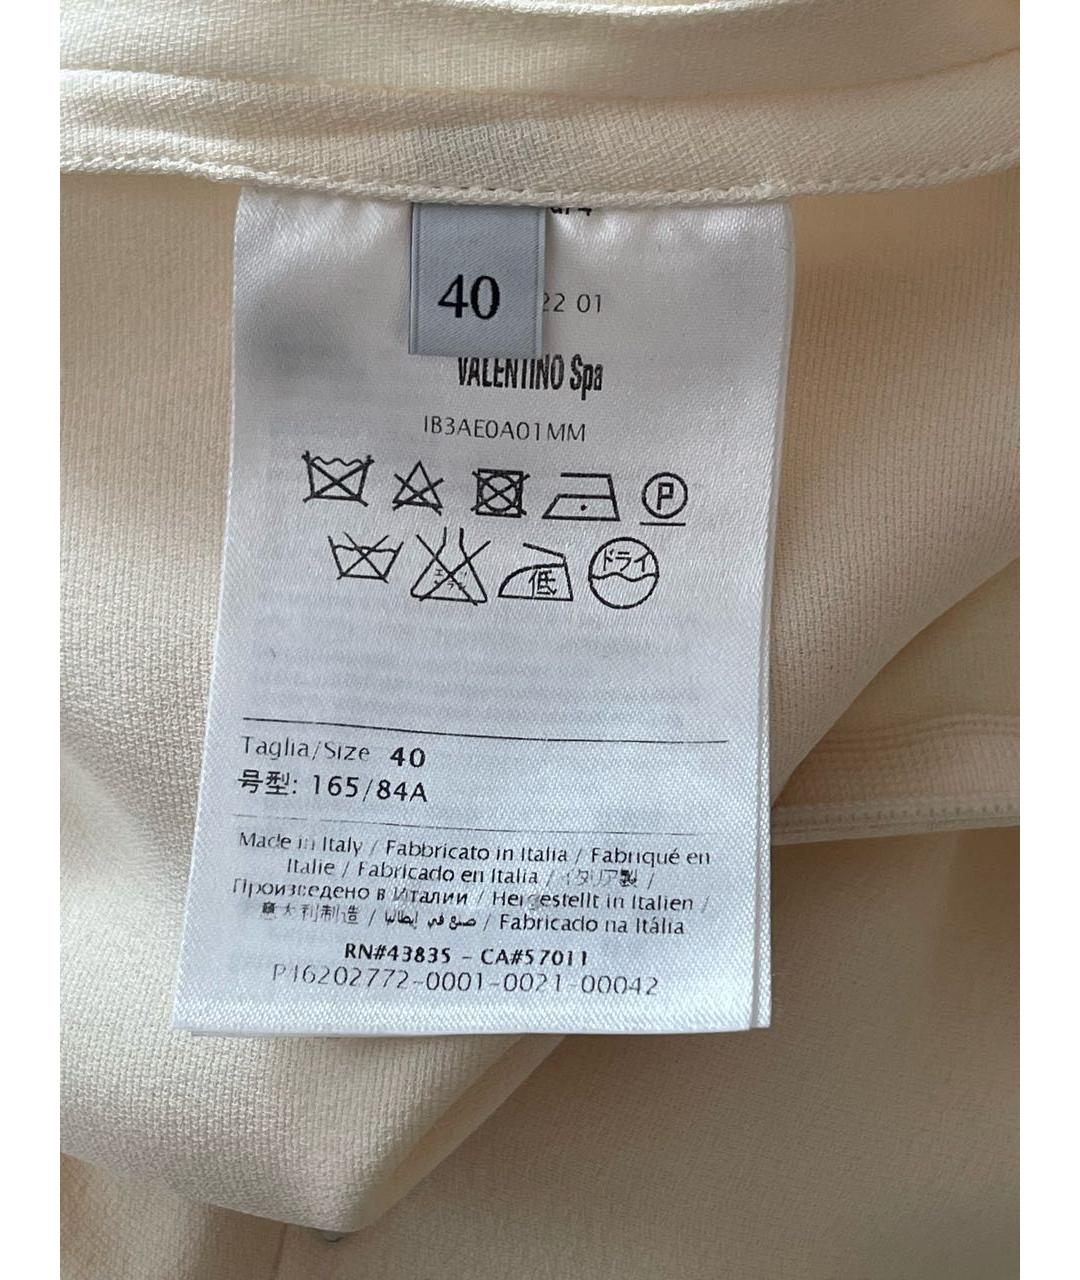 40
22 01
VALENTINO Spa
IB3AE0A01MM
P
低 ドライ
Taglia/Size 40
号型: 165/84A
Made in Italy / Fabbricato in Italia / Fabriqué en
Italie / Fabricado en Italia / イタリア製 /
Произведено в Италии / Hergestellt in Italien /
意大利制造 / صنع في إيطاليا / Fabricado na Itália
RN#43835 - CA#57011
P16202772-0001-0021-00042